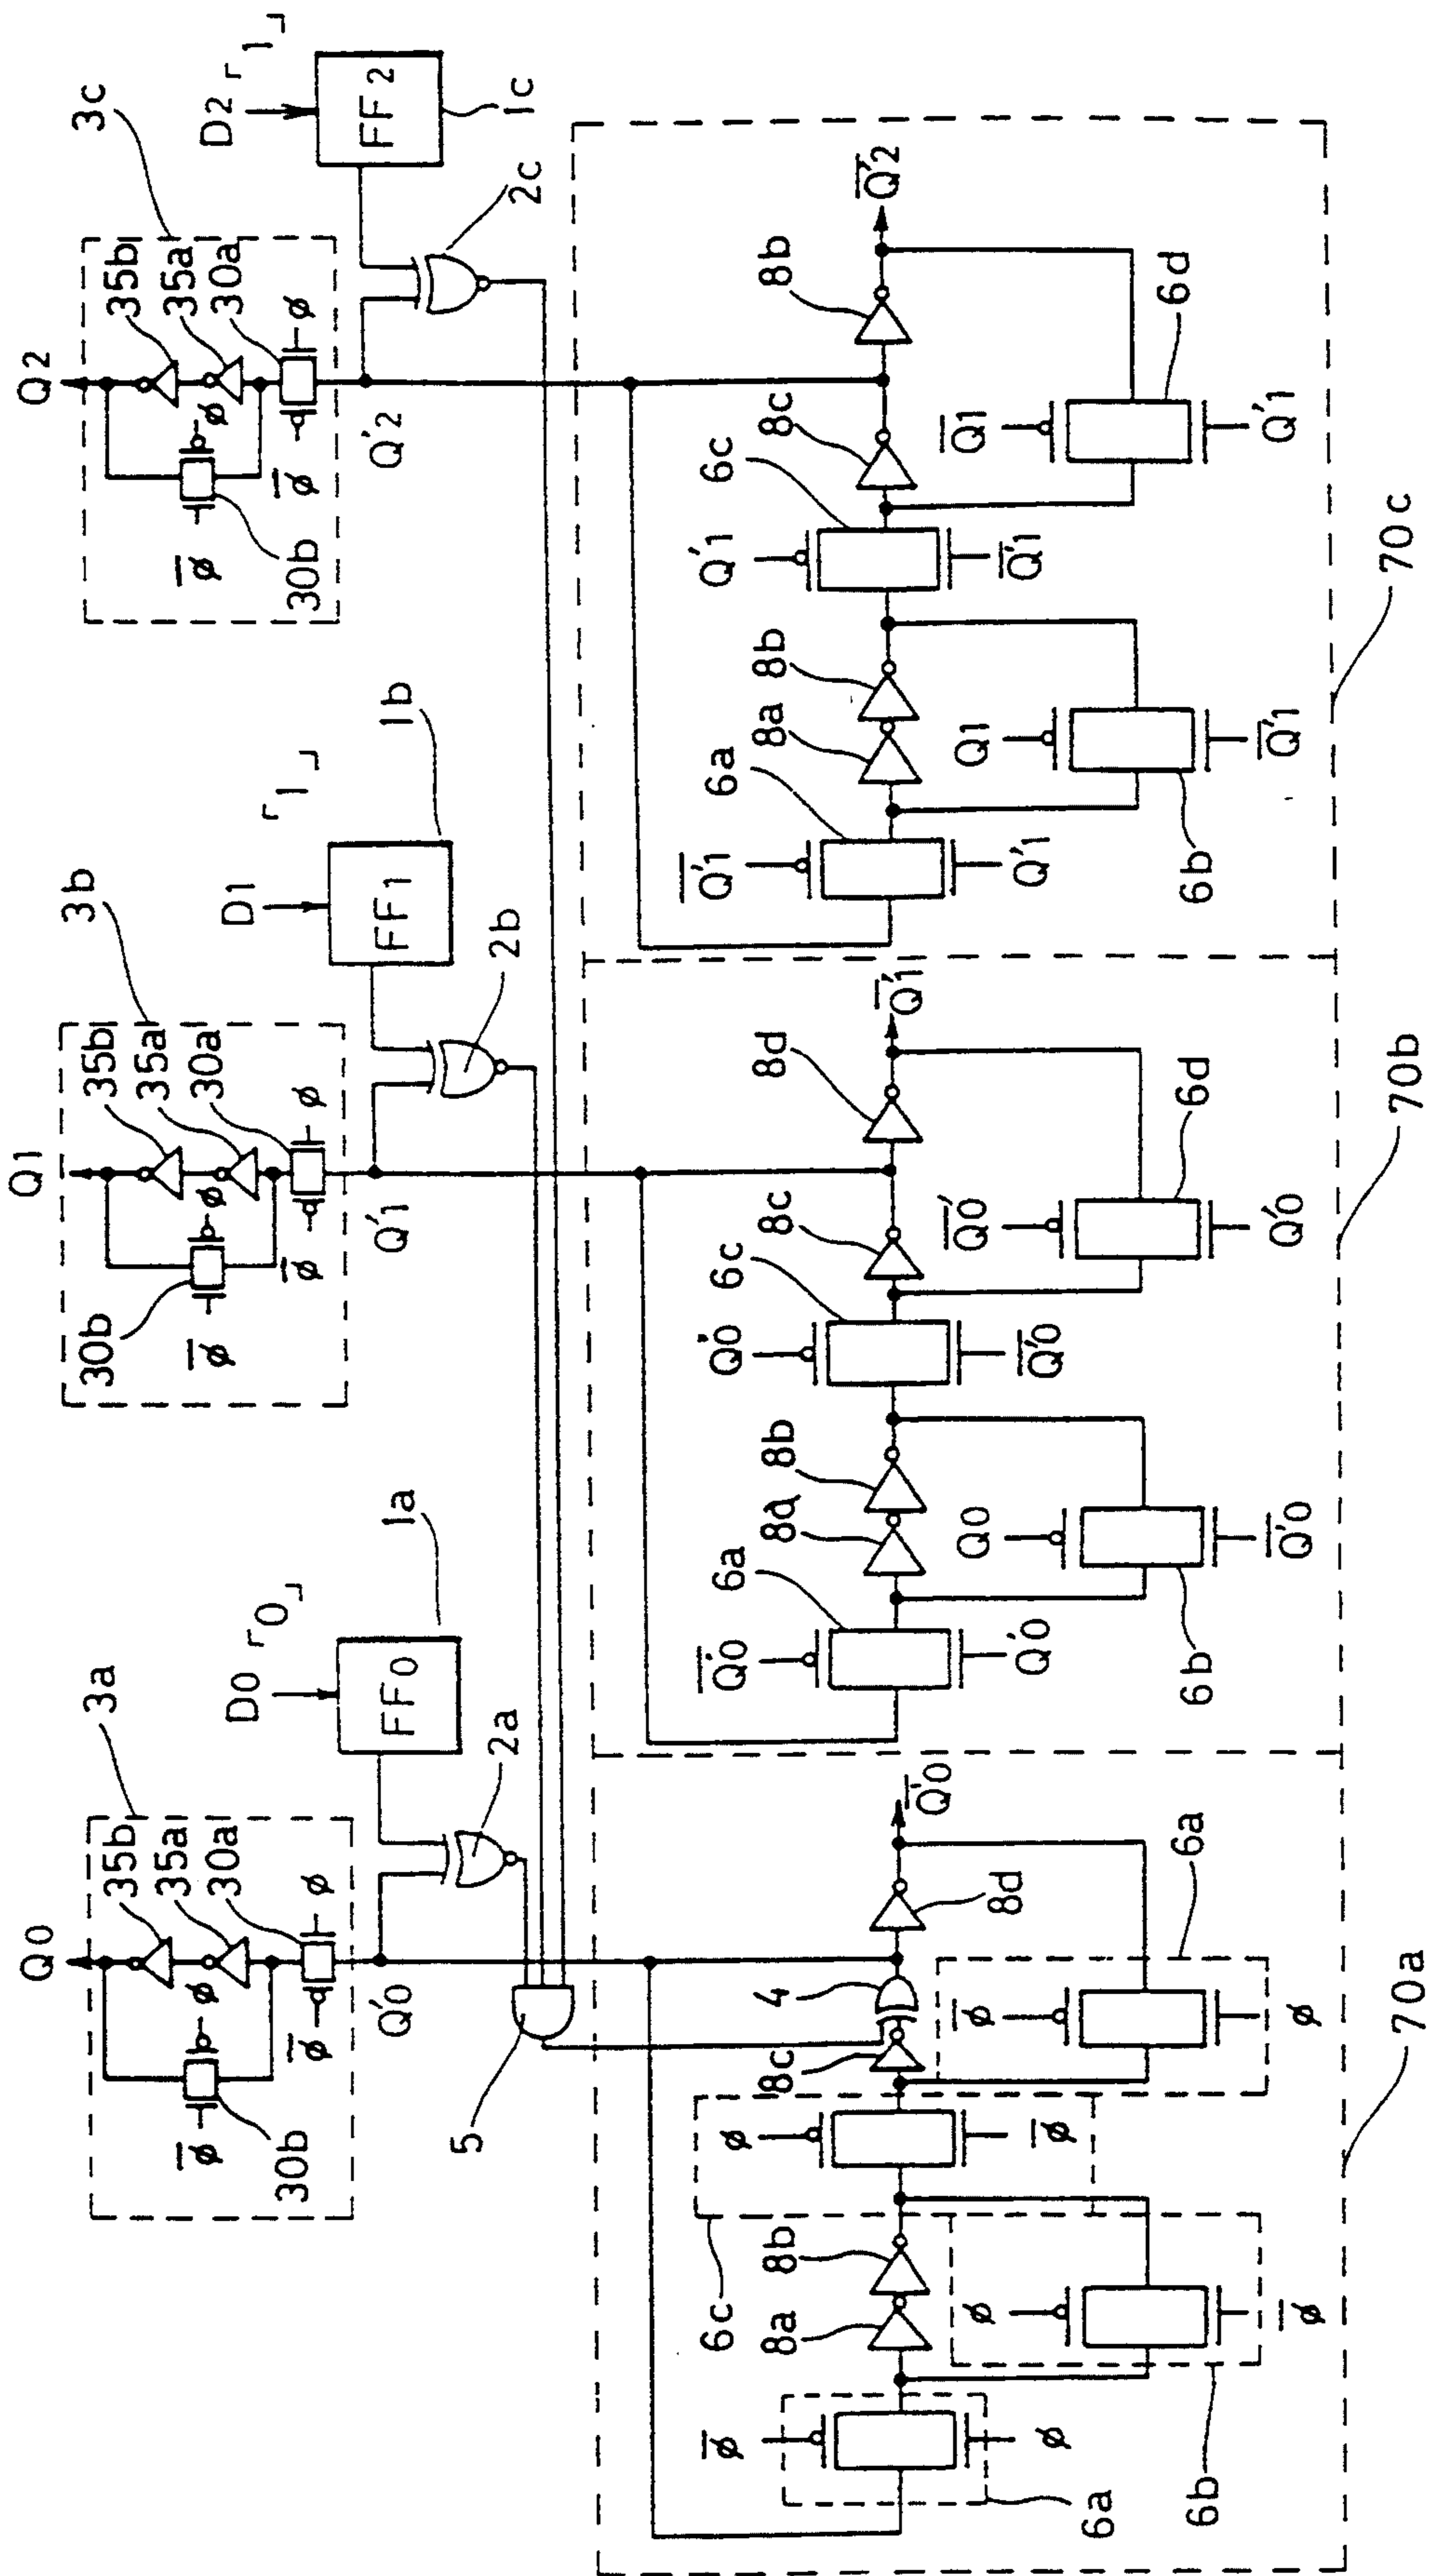 Q0
3a
35b
35a
30a
ø
ø
ø̅
ø̅
30b
Q'0
D0
「0」
FF0
1a
2a
5
Q1
3b
35b
35a
30a
ø
ø
ø̅
ø̅
30b
Q'1
D1
「1」
FF1
1b
2b
Q2
3c
35b
35a
30a
ø
ø
ø̅
ø̅
30b
Q'2
D2
「1」
FF2
1c
2c
ø̅
ø
6a
8a
8b
6c
ø
ø̅
ø
ø̅
6b
8c
4
8d
Q̅'0
ø̅
ø
6a
70a
Q̅'0
Q'0
6a
8a
8b
Q0
Q̅'0
6b
Q'0
Q̅'0
6c
8c
8d
Q̅'1
Q̅'0
Q'0
6d
70b
Q̅'1
Q'1
6a
8a
8b
Q1
Q̅'1
6b
Q'1
Q̅'1
6c
8c
8b
Q̅'2
Q̅1
Q'1
6d
70c